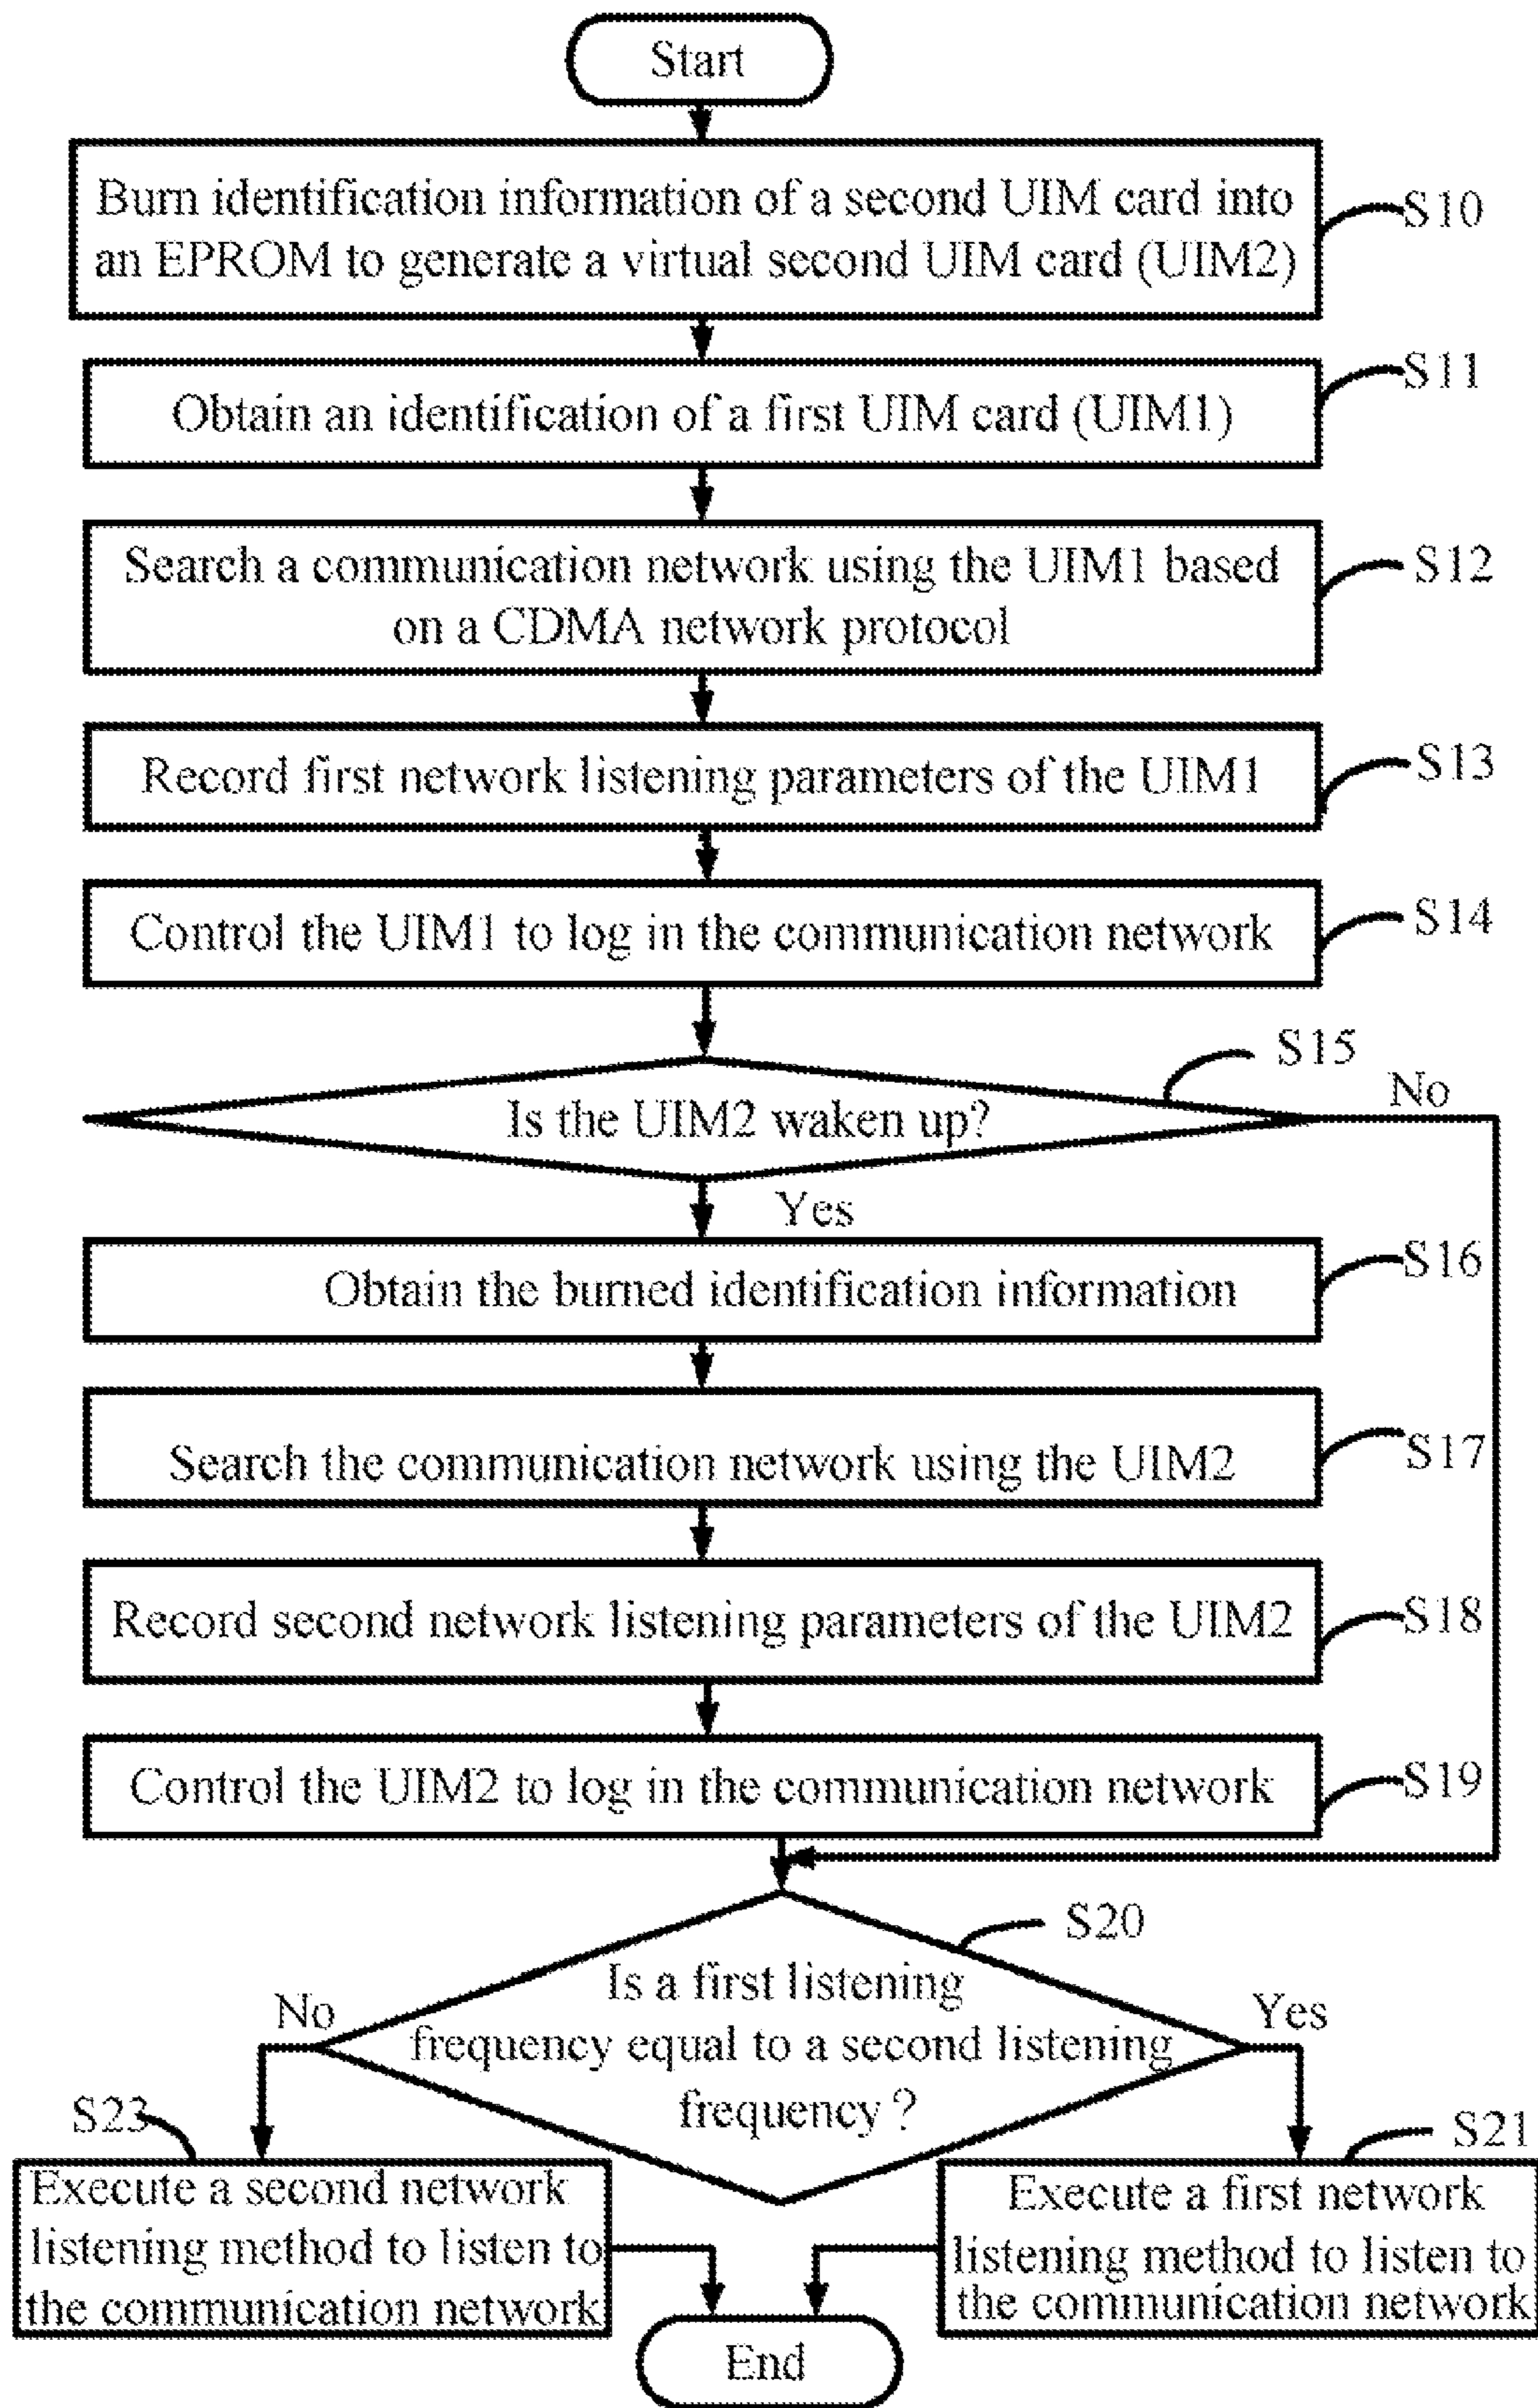 Start
Burn identification information of a second UIM card into
an EPROM to generate a virtual second UIM card (UIM2)
S10
Obtain an identification of a first UIM card (UIM1)
S11
Search a communication network using the UIM1 based
on a CDMA network protocol
S12
Record first network listening parameters of the UIM1
S13
Control the UIM1 to log in the communication network
S14
Is the UIM2 waken up?
S15
No
Yes
Obtain the burned identification information
S16
Search the communication network using the UIM2
S17
Record second network listening parameters of the UIM2
S18
Control the UIM2 to log in the communication network
S19
S20
Is a first listening
frequency equal to a second listening
frequency?
No
Yes
S23
Execute a second network
listening method to listen to
the communication network
S21
Execute a first network
listening method to listen to
the communication network
End